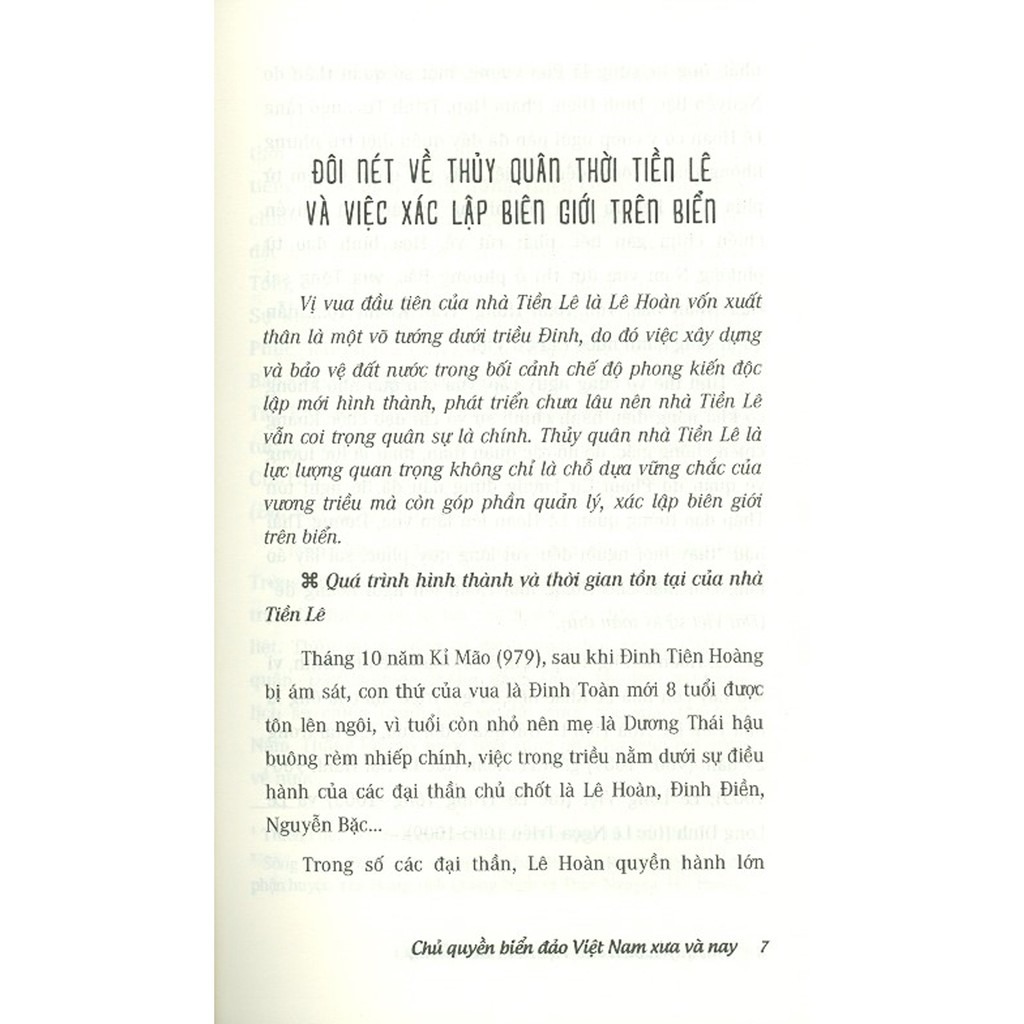 ĐÔI NÉT VỀ THỦY QUÂN THỜI TIỀN LÊ
VÀ VIỆC XÁC LẬP BIÊN GIỚI TRÊN BIỂN
Vị vua đầu tiên của nhà Tiền Lê là Lê Hoàn vốn xuất
thân là một võ tướng dưới triều Đinh, do đó việc xây dựng
và bảo vệ đất nước trong bối cảnh chế độ phong kiến độc
lập mới hình thành, phát triển chưa lâu nên nhà Tiền Lê
vẫn coi trọng quân sự là chính. Thủy quân nhà Tiền Lê là
lực lượng quan trọng không chỉ là chỗ dựa vững chắc của
vương triều mà còn góp phần quản lý, xác lập biên giới
trên biển.
⌘ Quá trình hình thành và thời gian tồn tại của nhà
Tiền Lê
Tháng 10 năm Kỉ Mão (979), sau khi Đinh Tiên Hoàng
bị ám sát, con thứ của vua là Đinh Toàn mới 8 tuổi được
tôn lên ngôi, vì tuổi còn nhỏ nên mẹ là Dương Thái hậu
buông rèm nhiếp chính, việc trong triều nằm dưới sự điều
hành của các đại thần chủ chốt là Lê Hoàn, Đinh Điền,
Nguyễn Bặc...
Trong số các đại thần, Lê Hoàn quyền hành lớn
Chủ quyền biển đảo Việt Nam xưa và nay 7